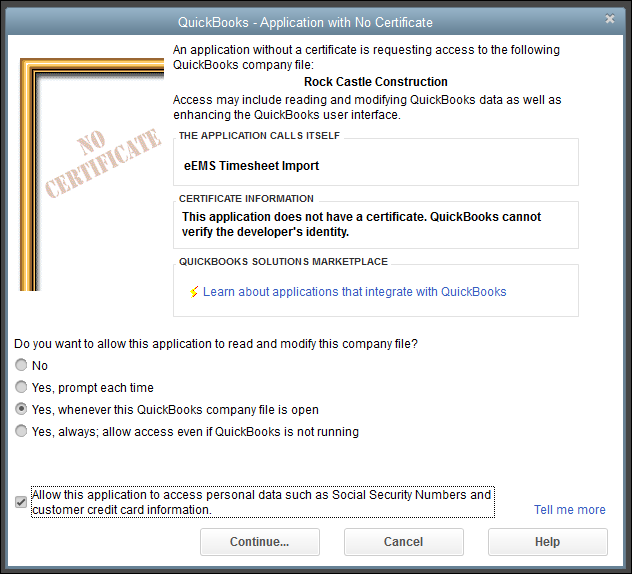 QuickBooks - Application with No Certificate
An application without a certificate is requesting access to the following
QuickBooks company file:
Rock Castle Construction
Access may include reading and modifying QuickBooks data as well as
enhancing the QuickBooks user interface.
NO
CERTIFICATE
THE APPLICATION CALLS ITSELF
eEMS Timesheet Import
CERTIFICATE INFORMATION
This application does not have a certificate. QuickBooks cannot
verify the developer's identity.
QUICKBOOKS SOLUTIONS MARKETPLACE
Learn about applications that integrate with QuickBooks
Do you want to allow this application to read and modify this company file?
No
Yes, prompt each time
Yes, whenever this QuickBooks company file is open
Yes, always; allow access even if QuickBooks is not running
Allow this application to access personal data such as Social Security Numbers and
customer credit card information.
Tell me more
Continue...
Cancel
Help